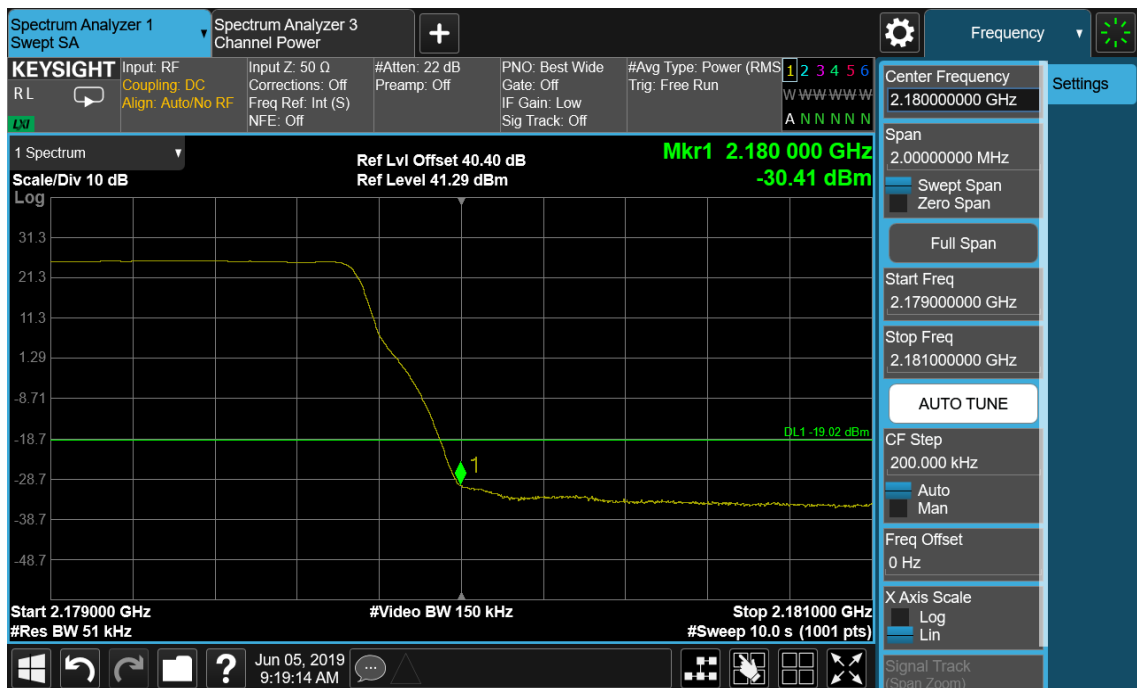 Spectrum Analyzer 1
Swept SA
Spectrum Analyzer 3
Channel Power
Frequency
KEYSIGHT
R L
LXI
Input: RF
Coupling: DC
Align: Auto/No RF
Input Z: 50 Ω
Corrections: Off
Freq Ref: Int (S)
NFE: Off
#Atten: 22 dB
Preamp: Off
PNO: Best Wide
Gate: Off
IF Gain: Low
Sig Track: Off
#Avg Type: Power (RMS
Trig: Free Run
1 2 3 4 5 6
W W W W W W
A N N N N N
Settings
1 Spectrum
Scale/Div 10 dB
Log
Ref Lvl Offset 40.40 dB
Ref Level 41.29 dBm
Mkr1 2.180 000 GHz
-30.41 dBm
31.3
21.3
11.3
1.29
-8.71
-18.7
-28.7
-38.7
-48.7
DL1 -19.02 dBm
1
Start 2.179000 GHz
#Res BW 51 kHz
#Video BW 150 kHz
Stop 2.181000 GHz
#Sweep 10.0 s (1001 pts)
Center Frequency
2.180000000 GHz
Span
2.00000000 MHz
Swept Span
Zero Span
Full Span
Start Freq
2.179000000 GHz
Stop Freq
2.181000000 GHz
AUTO TUNE
CF Step
200.000 kHz
Auto
Man
Freq Offset
0 Hz
X Axis Scale
Log
Lin
Signal Track
(Span Zoom)
?
Jun 05, 2019
9:19:14 AM